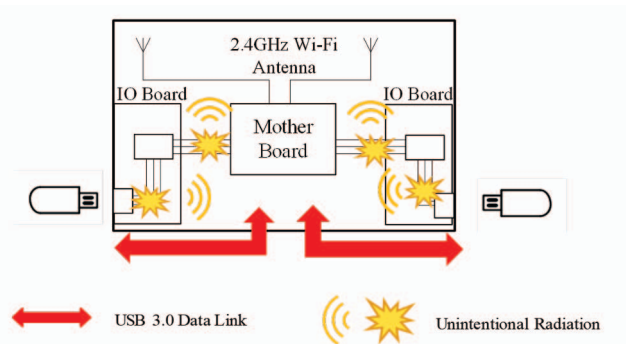 2.4GHz Wi-Fi
Antenna
IO Board
IO Board
Mother
Board
USB 3.0 Data Link
Unintentional Radiation